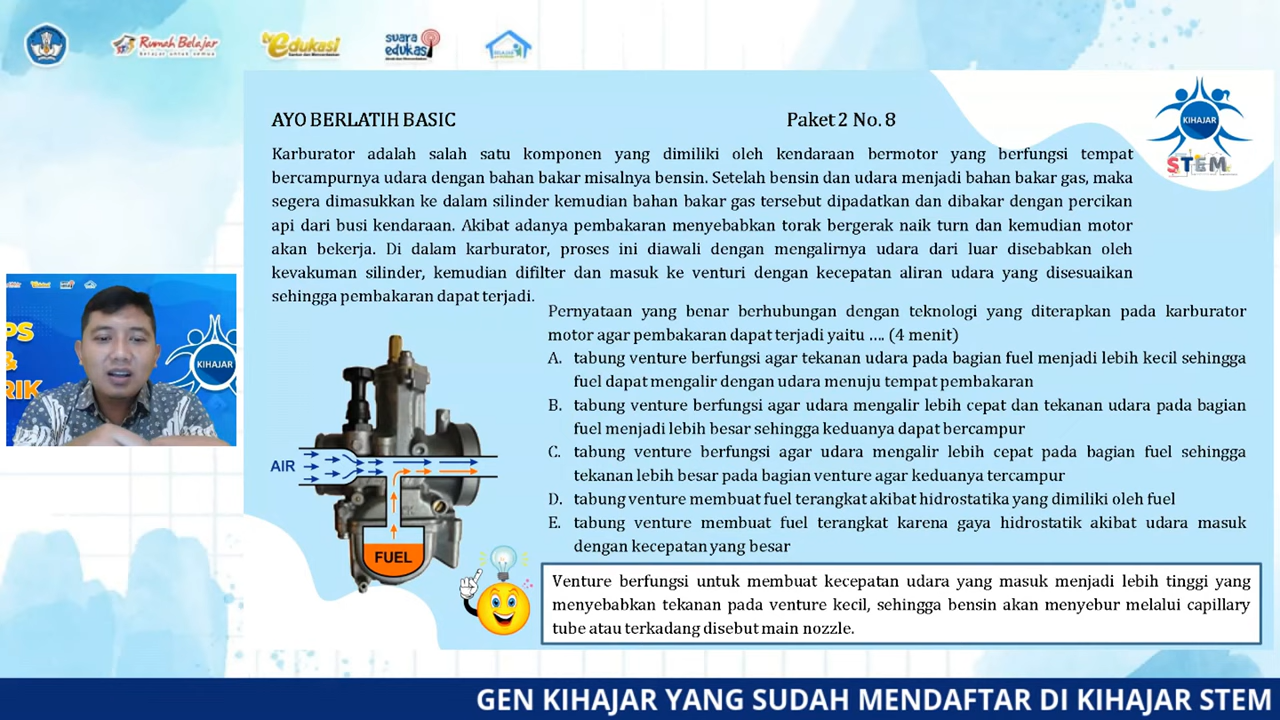 Rumah Belajar
Belajar untuk semua
tv edukasi
suara edukasi
AYO BERLATIH BASIC
Paket 2 No. 8
KIHAJAR
STEM
Karburator adalah salah satu komponen yang dimiliki oleh kendaraan bermotor yang berfungsi tempat
bercampurnya udara dengan bahan bakar misalnya bensin. Setelah bensin dan udara menjadi bahan bakar gas, maka
segera dimasukkan ke dalam silinder kemudian bahan bakar gas tersebut dipadatkan dan dibakar dengan percikan
api dari busi kendaraan. Akibat adanya pembakaran menyebabkan torak bergerak naik turn dan kemudian motor
akan bekerja. Di dalam karburator, proses ini diawali dengan mengalirnya udara dari luar disebabkan oleh
kevakuman silinder, kemudian difilter dan masuk ke venturi dengan kecepatan aliran udara yang disesuaikan
sehingga pembakaran dapat terjadi.
Pernyataan yang benar berhubungan dengan teknologi yang diterapkan pada karburator
motor agar pembakaran dapat terjadi yaitu .... (4 menit)
A. tabung venture berfungsi agar tekanan udara pada bagian fuel menjadi lebih kecil sehingga
fuel dapat mengalir dengan udara menuju tempat pembakaran
B. tabung venture berfungsi agar udara mengalir lebih cepat dan tekanan udara pada bagian
fuel menjadi lebih besar sehingga keduanya dapat bercampur
C. tabung venture berfungsi agar udara mengalir lebih cepat pada bagian fuel sehingga
tekanan lebih besar pada bagian venture agar keduanya tercampur
D. tabung venture membuat fuel terangkat akibat hidrostatika yang dimiliki oleh fuel
E. tabung venture membuat fuel terangkat karena gaya hidrostatik akibat udara masuk
dengan kecepatan yang besar
AIR
FUEL
Venture berfungsi untuk membuat kecepatan udara yang masuk menjadi lebih tinggi yang
menyebabkan tekanan pada venture kecil, sehingga bensin akan menyebur melalui capillary
tube atau terkadang disebut main nozzle.
PS
&
RIK
KIHAJAR
GEN KIHAJAR YANG SUDAH MENDAFTAR DI KIHAJAR STEM